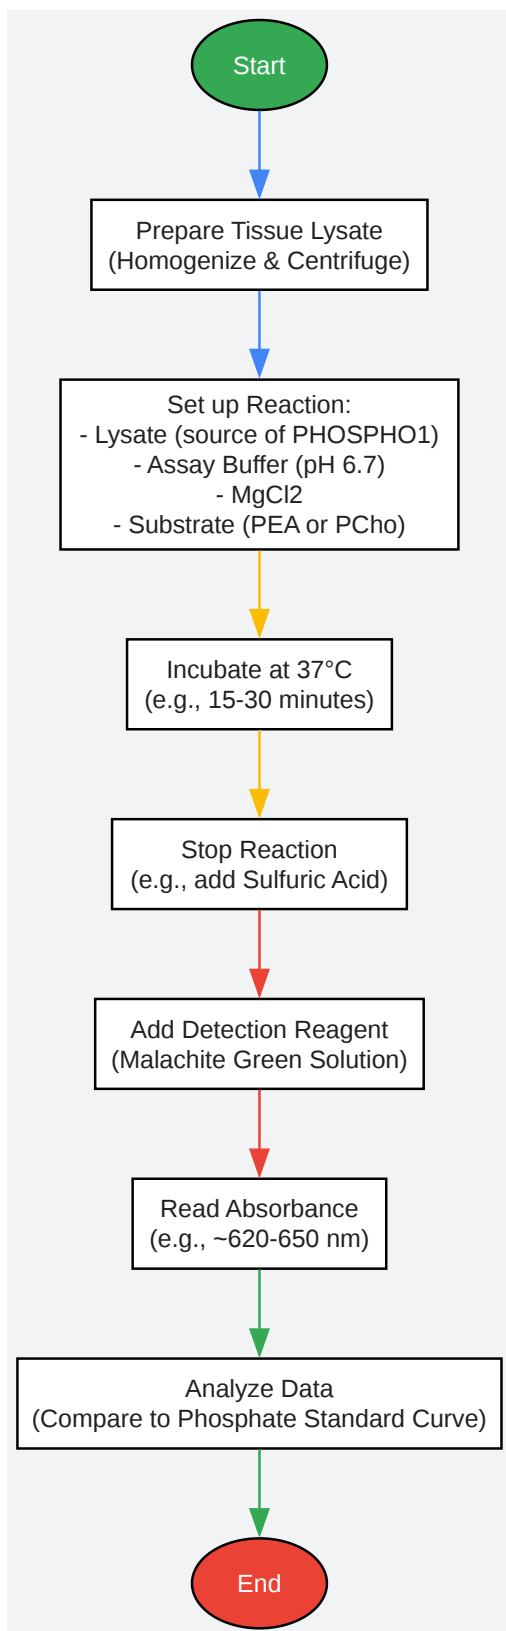 Start
Prepare Tissue Lysate
(Homogenize & Centrifuge)
Set up Reaction:
- Lysate (source of PHOSPHO1)
- Assay Buffer (pH 6.7)
- MgCl2
- Substrate (PEA or PCho)
Incubate at 37°C
(e.g., 15-30 minutes)
Stop Reaction
(e.g., add Sulfuric Acid)
Add Detection Reagent
(Malachite Green Solution)
Read Absorbance
(e.g., ~620-650 nm)
Analyze Data
(Compare to Phosphate Standard Curve)
End